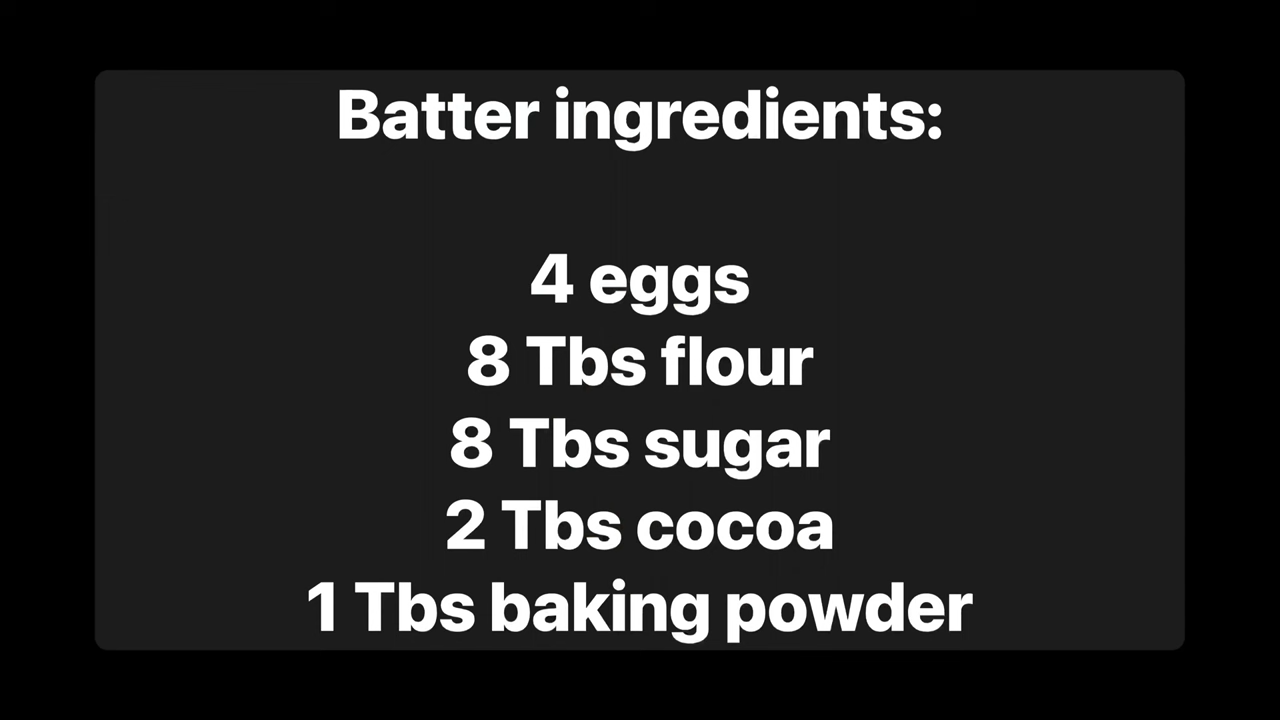 Batter ingredients:
4 eggs
8 Tbs flour
8 Tbs sugar
2 Tbs cocoa
1 Tbs baking powder